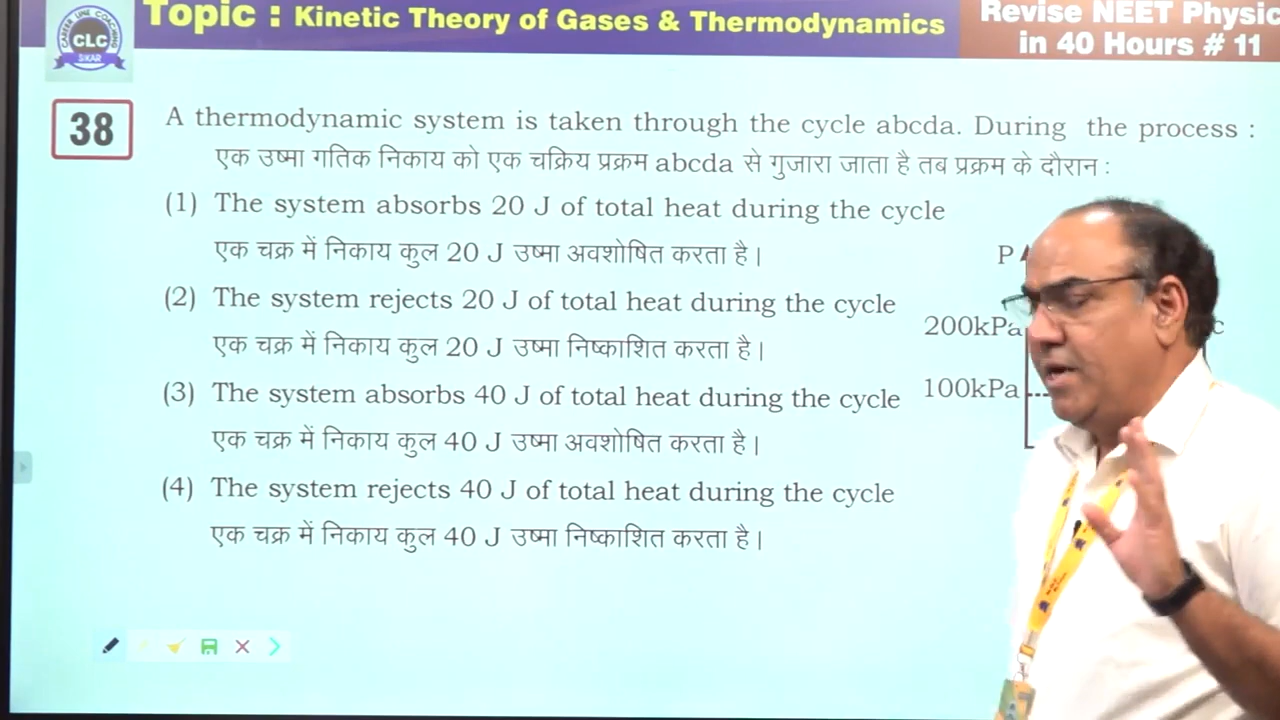 Topic : Kinetic Theory of Gases & Thermodynamics
Revise NEET Physic
in 40 Hours # 11
CAREER LINE COACHING
CLC
SIKAR
38
A thermodynamic system is taken through the cycle abcda. During the process :
एक उष्मा गतिक निकाय को एक चक्रिय प्रक्रम abcda से गुजारा जाता है तब प्रक्रम के दौरान :
(1) The system absorbs 20 J of total heat during the cycle
एक चक्र में निकाय कुल 20 J उष्मा अवशोषित करता है।
(2) The system rejects 20 J of total heat during the cycle
एक चक्र में निकाय कुल 20 J उष्मा निष्काशित करता है।
(3) The system absorbs 40 J of total heat during the cycle
एक चक्र में निकाय कुल 40 J उष्मा अवशोषित करता है।
(4) The system rejects 40 J of total heat during the cycle
एक चक्र में निकाय कुल 40 J उष्मा निष्काशित करता है।
P
200kPa
c
100kPa